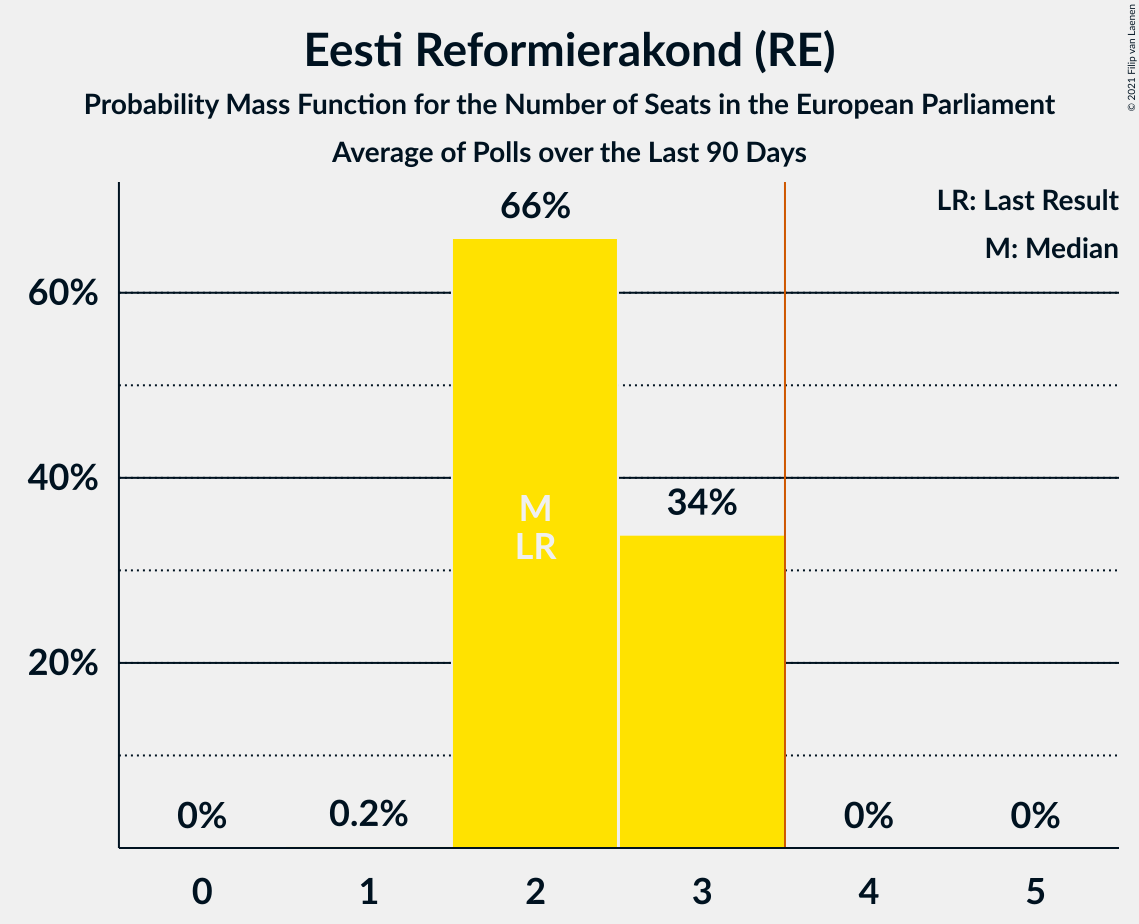 Eesti Reformierakond (RE)
Probability Mass Function for the Number of Seats in the European Parliament
Average of Polls over the Last 90 Days
© 2021 Filip van Laenen
LR: Last Result
M: Median
66%
60%
40%
34%
M
LR
20%
0%
0.2%
0%
0%
0
1
2
3
4
5